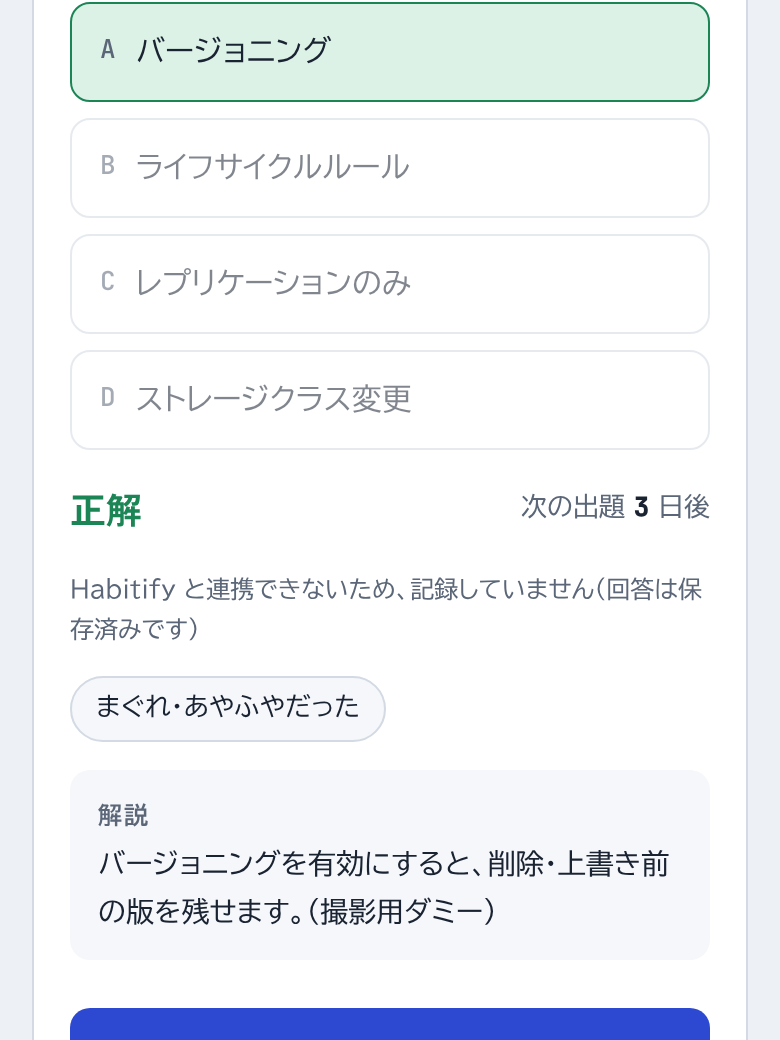 A バージョニング
B ライフサイクルルール
C レプリケーションのみ
D ストレージクラス変更
正解 次の出題 3 日後
Habitify と連携できないため、記録していません（回答は保
存済みです）
まぐれ・あやふやだった
解説
バージョニングを有効にすると、削除・上書き前
の版を残せます。（撮影用ダミー）